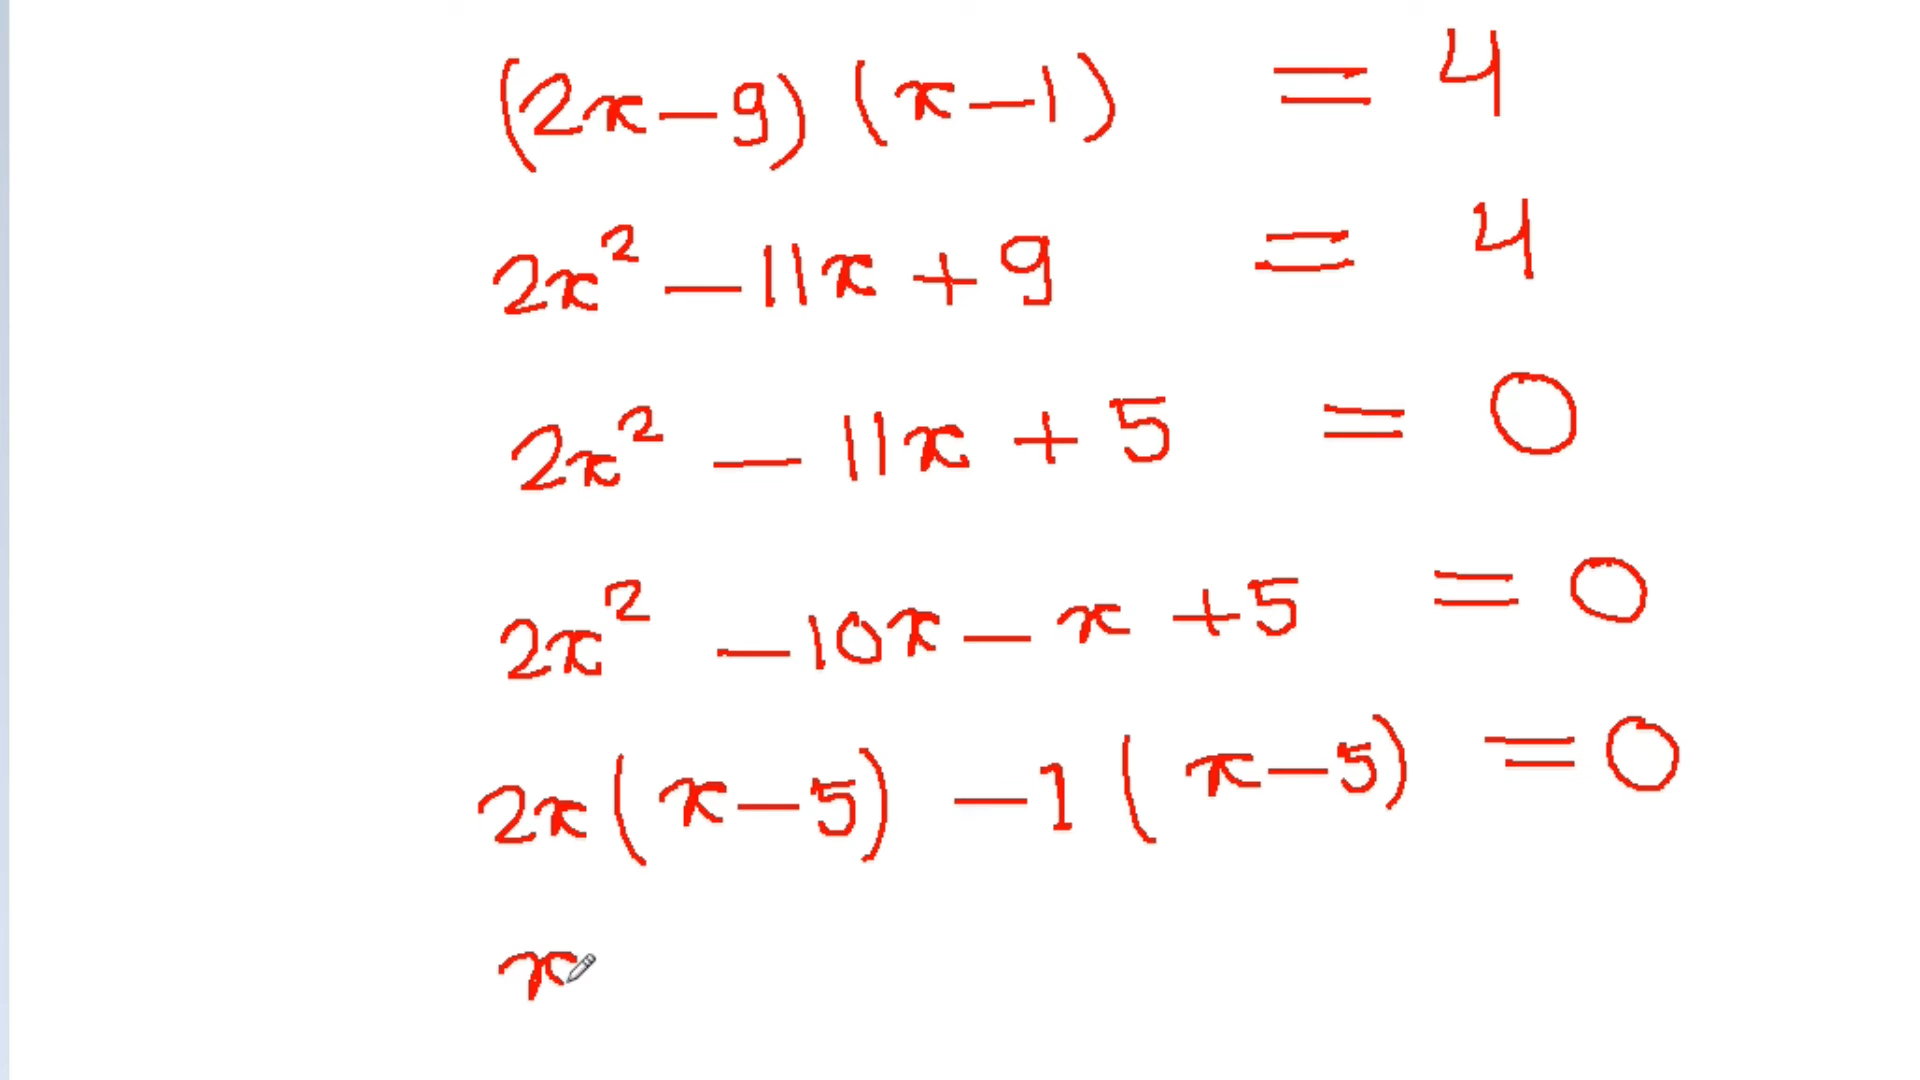 (2x-9) (x-1) = 4
2x² - 11x + 9 = 4
2x² - 11x + 5 = 0
2x² - 10x - x + 5 = 0
2x(x-5) - 1(x-5) = 0
x